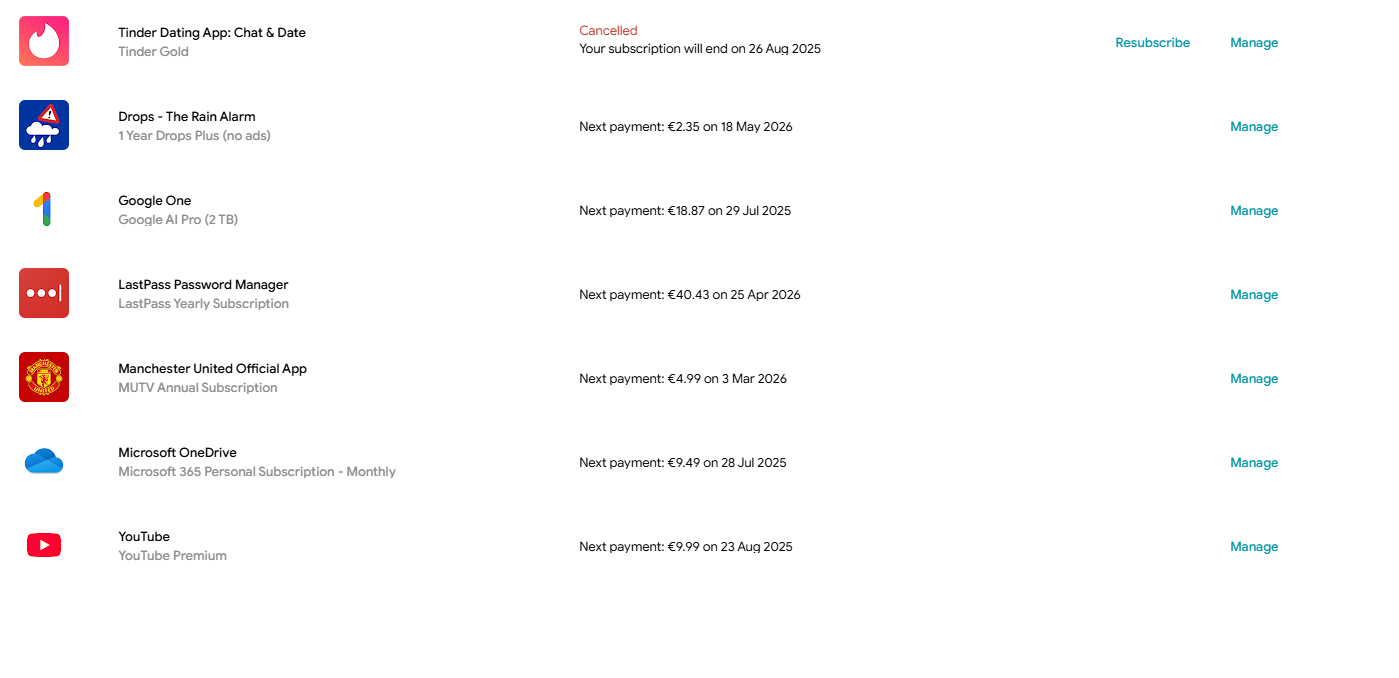 Tinder Dating App: Chat & Date
Tinder Gold
Cancelled
Your subscription will end on 26 Aug 2025
Resubscribe
Manage
Drops - The Rain Alarm
1 Year Drops Plus (no ads)
Next payment: €2.35 on 18 May 2026
Manage
Google One
Google AI Pro (2 TB)
Next payment: €18.87 on 29 Jul 2025
Manage
LastPass Password Manager
LastPass Yearly Subscription
Next payment: €40.43 on 25 Apr 2026
Manage
MANCHESTER
UNITED
Manchester United Official App
MUTV Annual Subscription
Next payment: €4.99 on 3 Mar 2026
Manage
Microsoft OneDrive
Microsoft 365 Personal Subscription - Monthly
Next payment: €9.49 on 28 Jul 2025
Manage
YouTube
YouTube Premium
Next payment: €9.99 on 23 Aug 2025
Manage